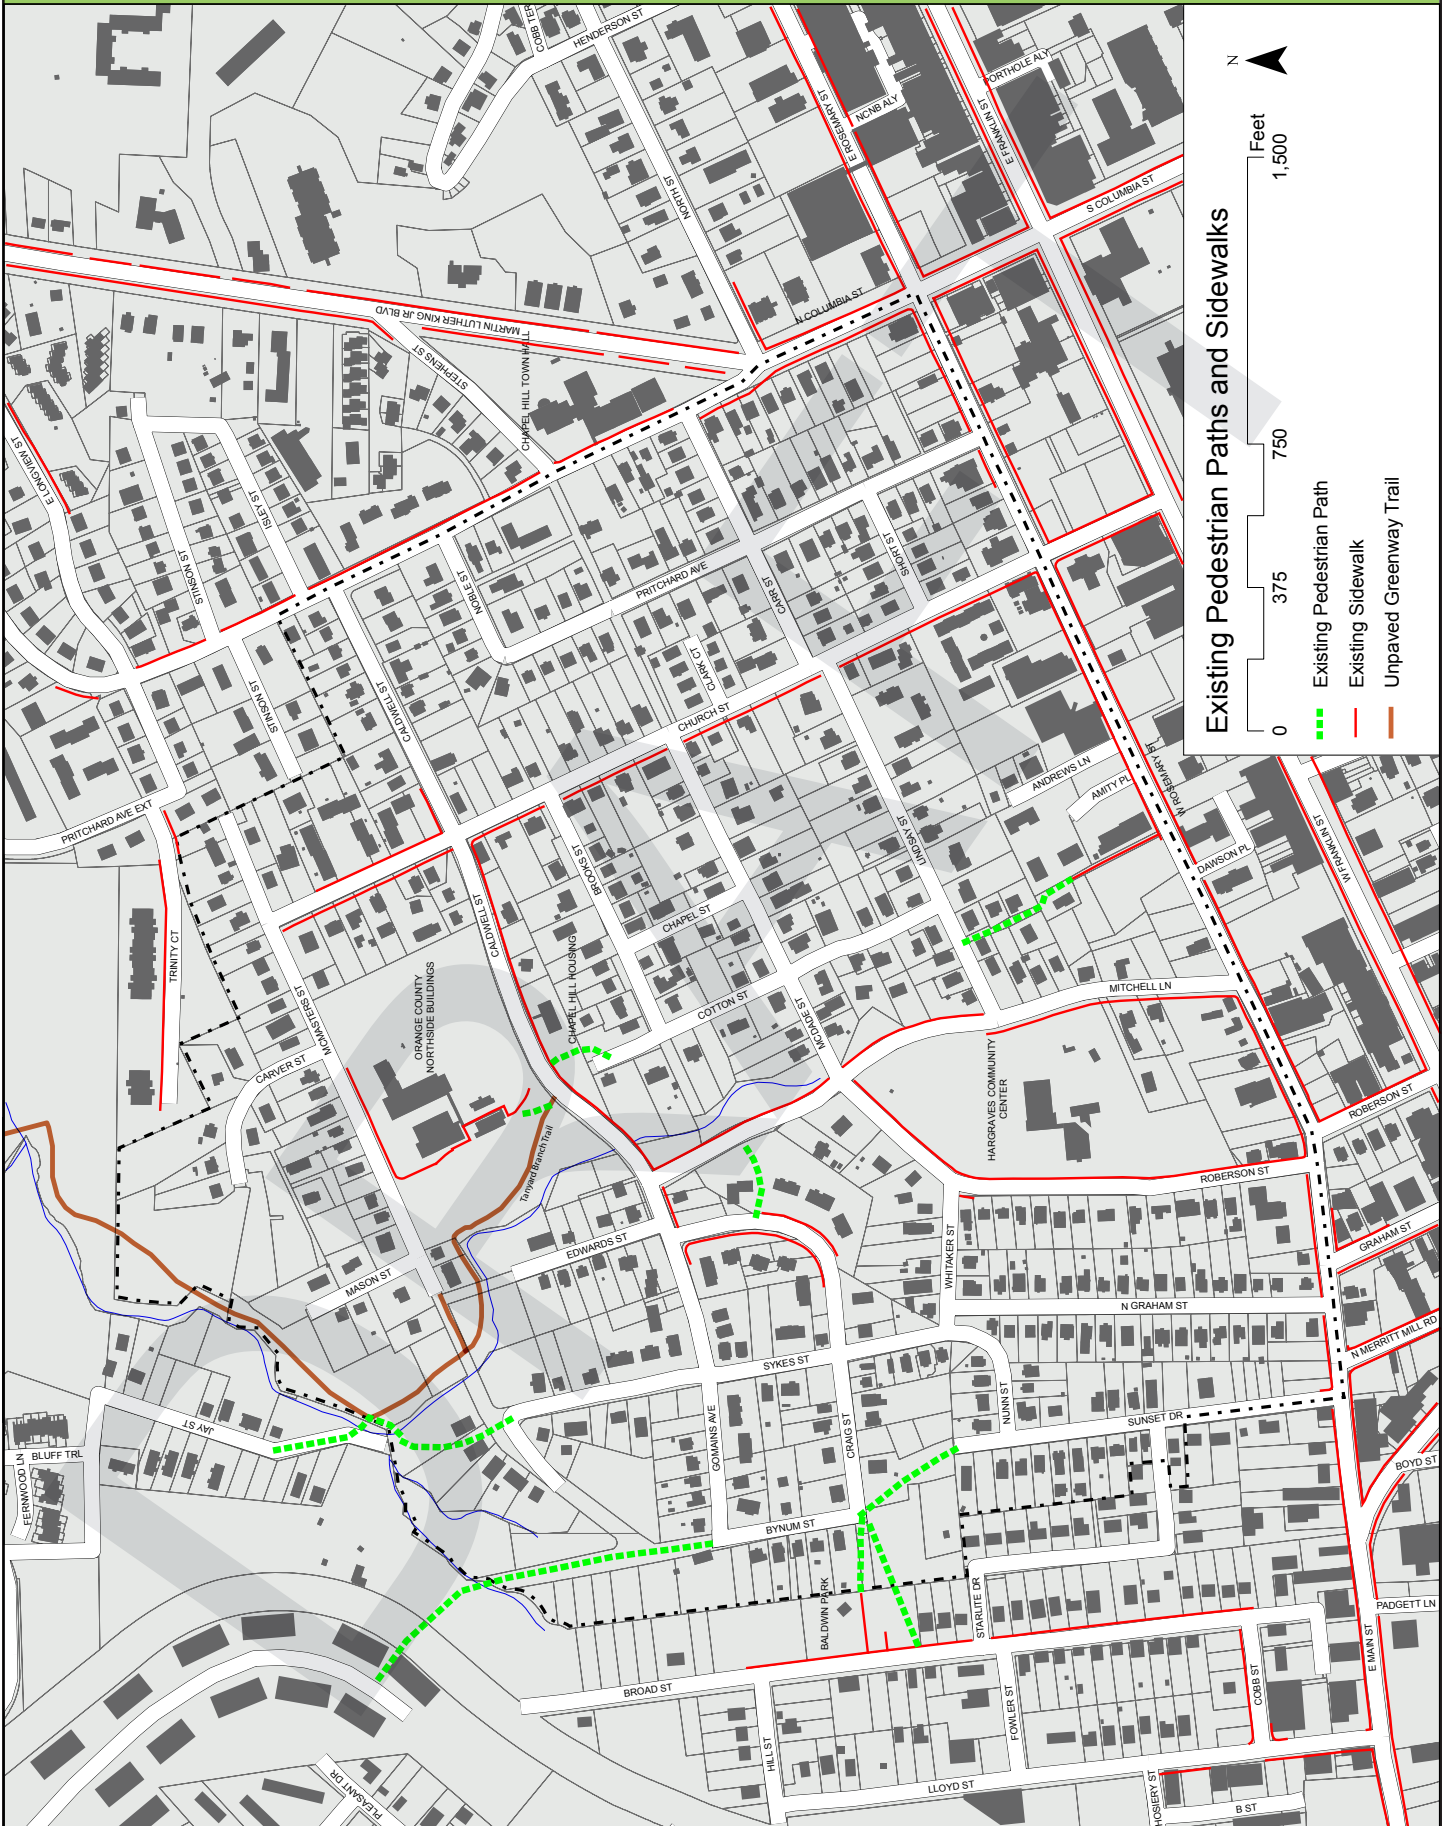 Existing Pedestrian Paths and Sidewalks
0
375
750
1,500
Feet
Existing Pedestrian Path
Existing Sidewalk
Unpaved Greenway Trail
N
COBB TER
HENDERSON ST
NORTH ST
E ROSEMARY ST
NCNB ALY
PORTHOLE ALY
E FRANKLIN ST
S COLUMBIA ST
N COLUMBIA ST
MARTIN LUTHER KING JR BLVD
STEPHENS ST
CHAPEL HILL TOWN HALL
E LONGVIEW ST
STINSON ST
ISLEY ST
NOBLE ST
PRITCHARD AVE
CARR ST
SHORT ST
STINSON ST
CALDWELL ST
CLARK CT
CHURCH ST
PRITCHARD AVE EXT
ANDREWS LN
AMITY PL
W ROSEMARY ST
DAWSON PL
W FRANKLIN ST
LINDSAY ST
BROOKS ST
CHAPEL ST
TRINITY CT
CALDWELL ST
CHAPEL HILL HOUSING
ORANGE COUNTY
NORTHSIDE BUILDINGS
MCMASTERS ST
CARVER ST
COTTON ST
MCDADE ST
MITCHELL LN
HARGRAVES COMMUNITY
CENTER
ROBERSON ST
ROBERSON ST
Tanyard Branch Trail
EDWARDS ST
MASON ST
WHITAKER ST
N GRAHAM ST
GRAHAM ST
N MERRITT MILL RD
SYKES ST
NUNN ST
SUNSET DR
JAY ST
BLUFF TRL
FERNWOOD LN
GOMAINS AVE
CRAIG ST
BYNUM ST
BOYD ST
BALDWIN PARK
STARLITE DR
PADGETT LN
E MAIN ST
BROAD ST
COBB ST
FOWLER ST
HILL ST
LLOYD ST
PLEASANT DR
HOSIERY ST
B ST
DRAFT